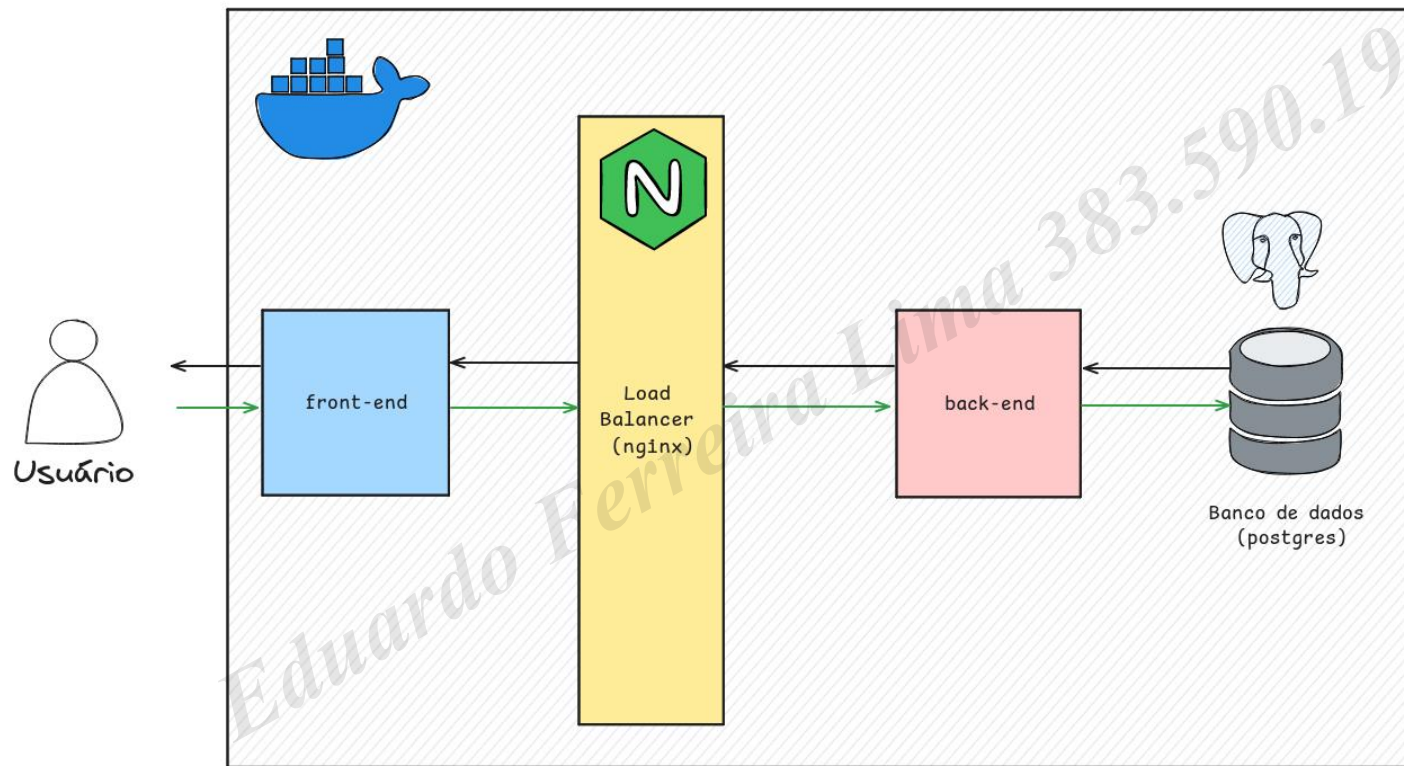 Usuário
front-end
Load
Balancer
(nginx)
back-end
Banco de dados
(postgres)
N
Eduardo Ferreira Lima 383.590.19